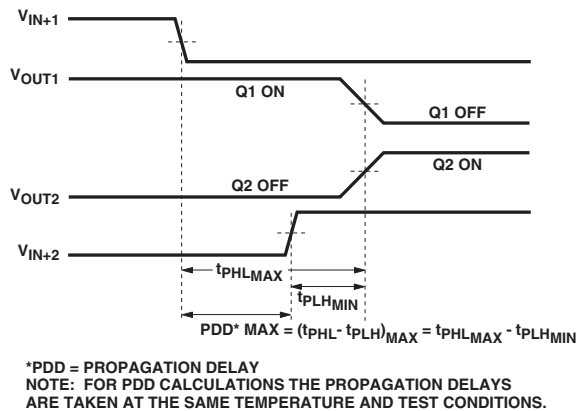 VIN+1
VOUT1
Q1 ON
Q1 OFF
Q2 ON
Q2 OFF
VOUT2
VIN+2
tPHLMAX
tPLHMIN
PDD* MAX = (tPHL- tPLH)MAX = tPHLMAX - tPLHMIN
*PDD = PROPAGATION DELAY
NOTE: FOR PDD CALCULATIONS THE PROPAGATION DELAYS
ARE TAKEN AT THE SAME TEMPERATURE AND TEST CONDITIONS.